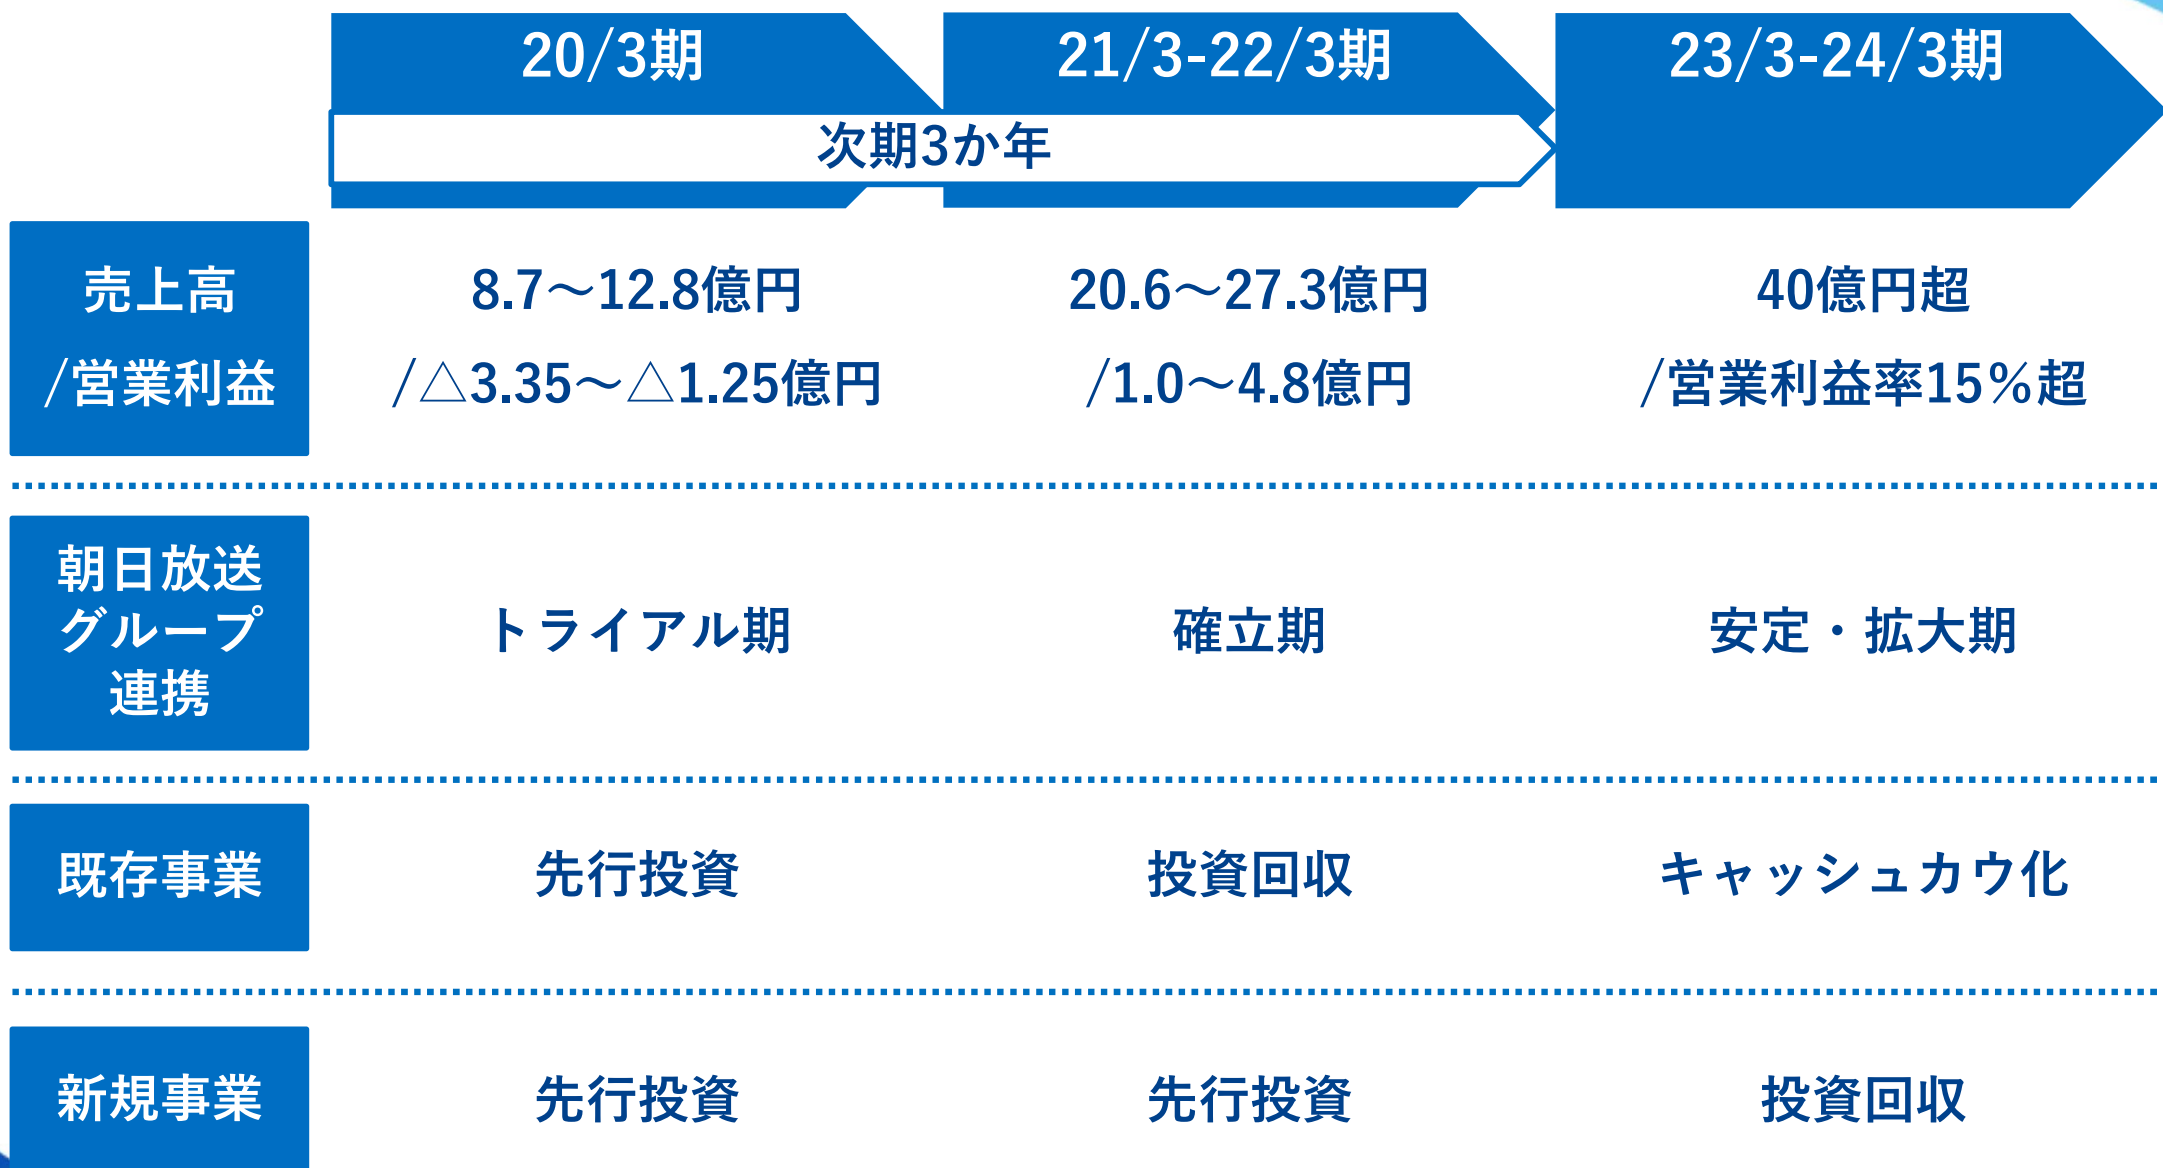 20/3期
21/3-22/3期
23/3-24/3期
次期3か年
売上高
/営業利益
8.7～12.8億円
/△3.35～△1.25億円
20.6～27.3億円
/1.0～4.8億円
40億円超
/営業利益率15%超
朝日放送
グループ
連携
トライアル期
確立期
安定・拡大期
既存事業
先行投資
投資回収
キャッシュカウ化
新規事業
先行投資
先行投資
投資回収